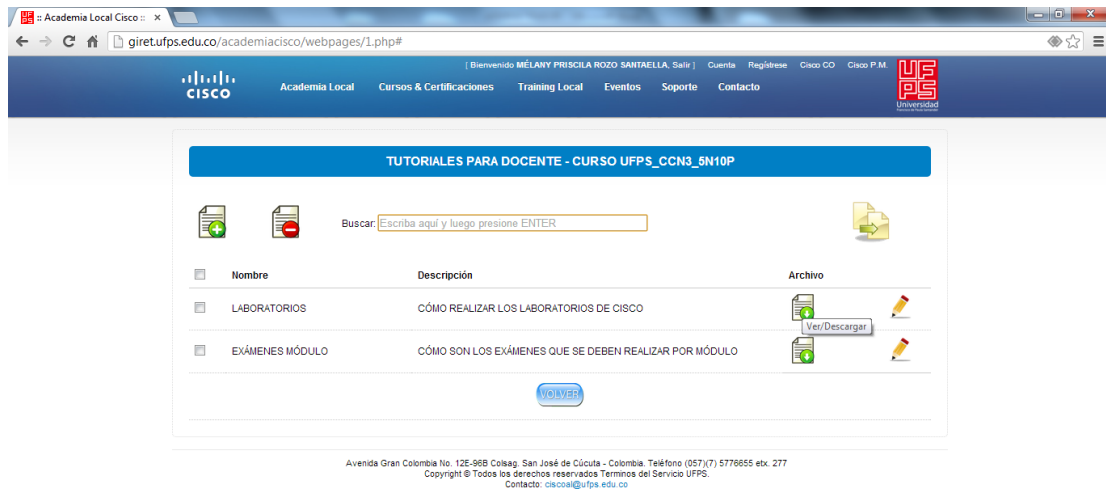 :: Academia Local Cisco ::
giret.ufps.edu.co/academiacisco/webpages/1.php#
[ Bienvenido MÉLANY PRISCILA ROZO SANTAELLA, Salir ] Cuenta Regístrese Cisco CO Cisco P.M.
CISCO
Academia Local Cursos & Certificaciones Training Local Eventos Soporte Contacto
UFPS
Universidad
TUTORIALES PARA DOCENTE - CURSO UFPS_CCN3_5N10P
Buscar: Escriba aquí y luego presione ENTER
Nombre Descripción Archivo
LABORATORIOS CÓMO REALIZAR LOS LABORATORIOS DE CISCO
Ver/Descargar
EXÁMENES MÓDULO CÓMO SON LOS EXÁMENES QUE SE DEBEN REALIZAR POR MÓDULO
VOLVER
Avenida Gran Colombia No. 12E-96B Colsag. San José de Cúcuta - Colombia. Teléfono (057)(7) 5776655 etx. 277
Copyright © Todos los derechos reservados Terminos del Servicio UFPS.
Contacto: ciscoal@ufps.edu.co